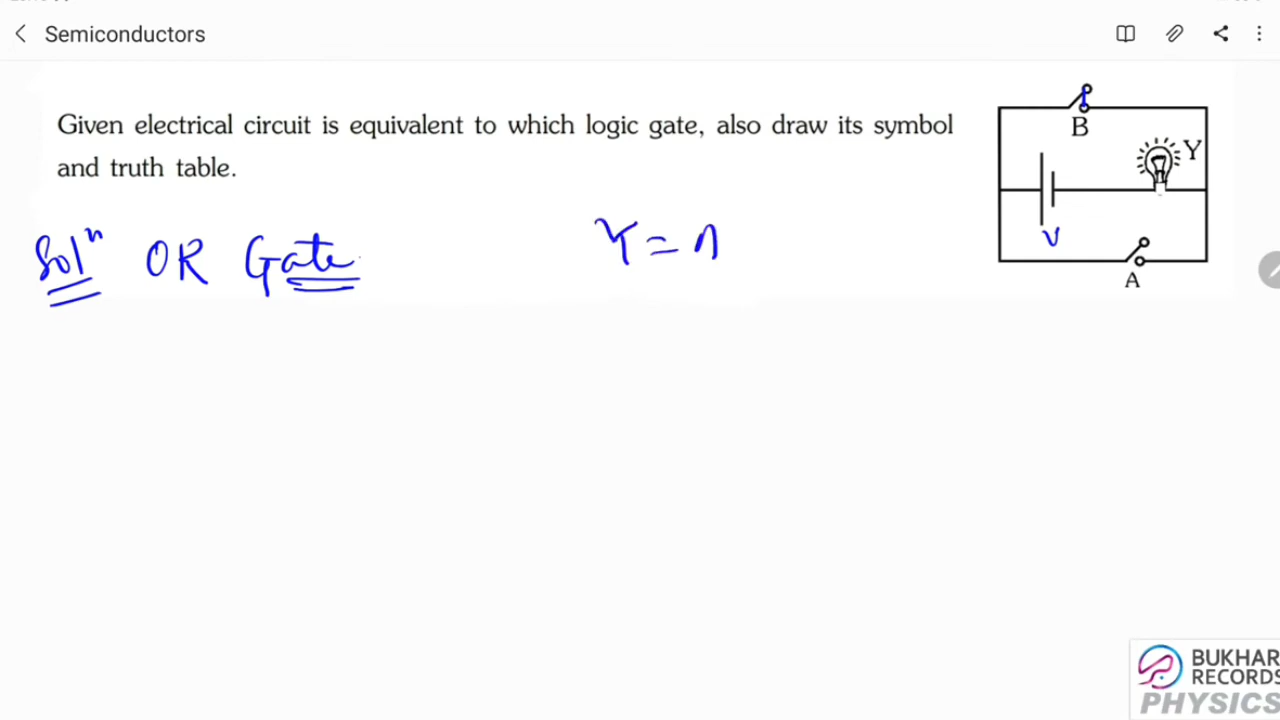 Semiconductors
Given electrical circuit is equivalent to which logic gate, also draw its symbol
and truth table.
B
Y
V
A
Solⁿ OR Gate
Y =
BUKHAR
RECORDS
PHYSICS